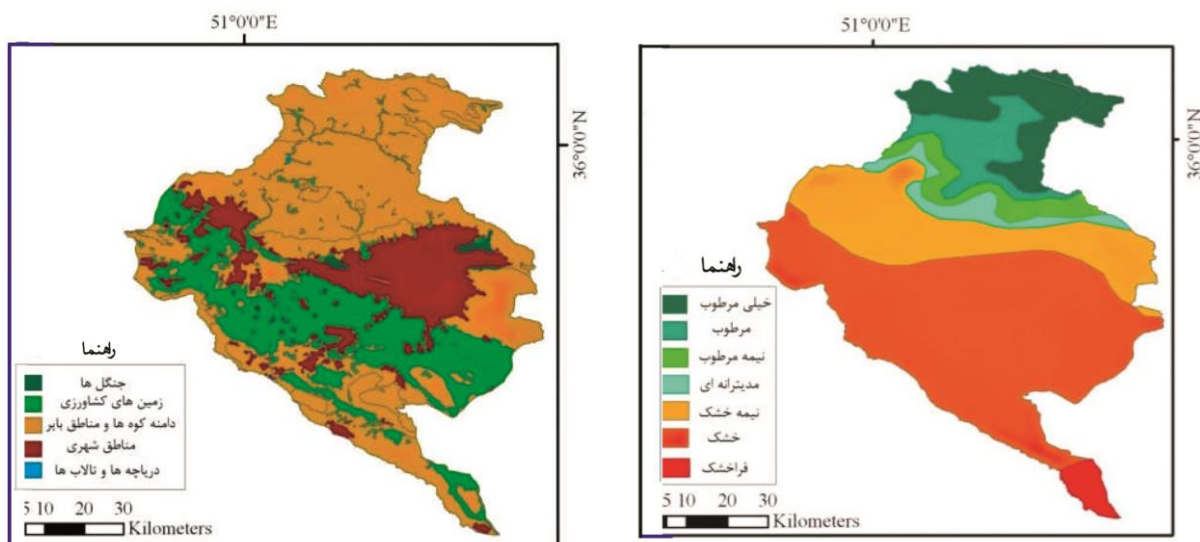 51°0'0"E
36°0'0"N
راهنما
جنگل ها
زمین های کشاورزی
دامنه کوه ها و مناطق بایر
مناطق شهری
دریاچه ها و تالاب ها
5 10 20 30
Kilometers
51°0'0"E
36°0'0"N
راهنما
خیلی مرطوب
مرطوب
نیمه مرطوب
مدیترانه ای
نیمه خشک
خشک
فراخشک
5 10 20 30
Kilometers